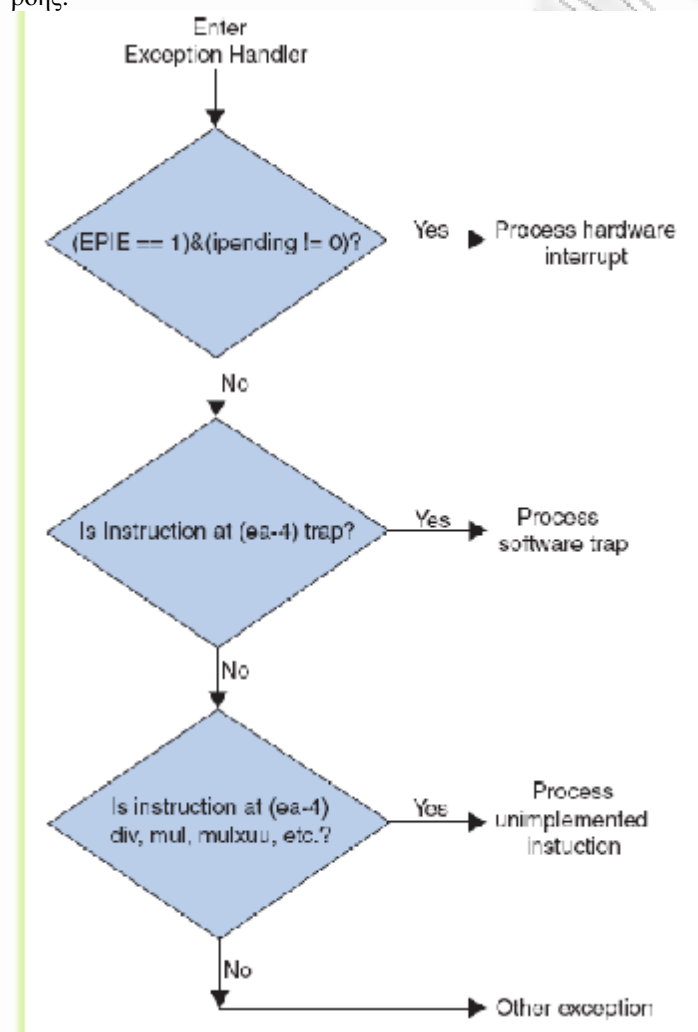 ροής.
Enter
Exception Handler
(EPIE == 1)&(ipending != 0)?
Yes
Process hardware
interrupt
No
Is Instruction at (ea-4) trap?
Yes
Process
software trap
No
Is instruction at (ea-4)
div, mul, mulxuu, etc.?
Yes
Process
unimplemented
instuction
No
Other exception